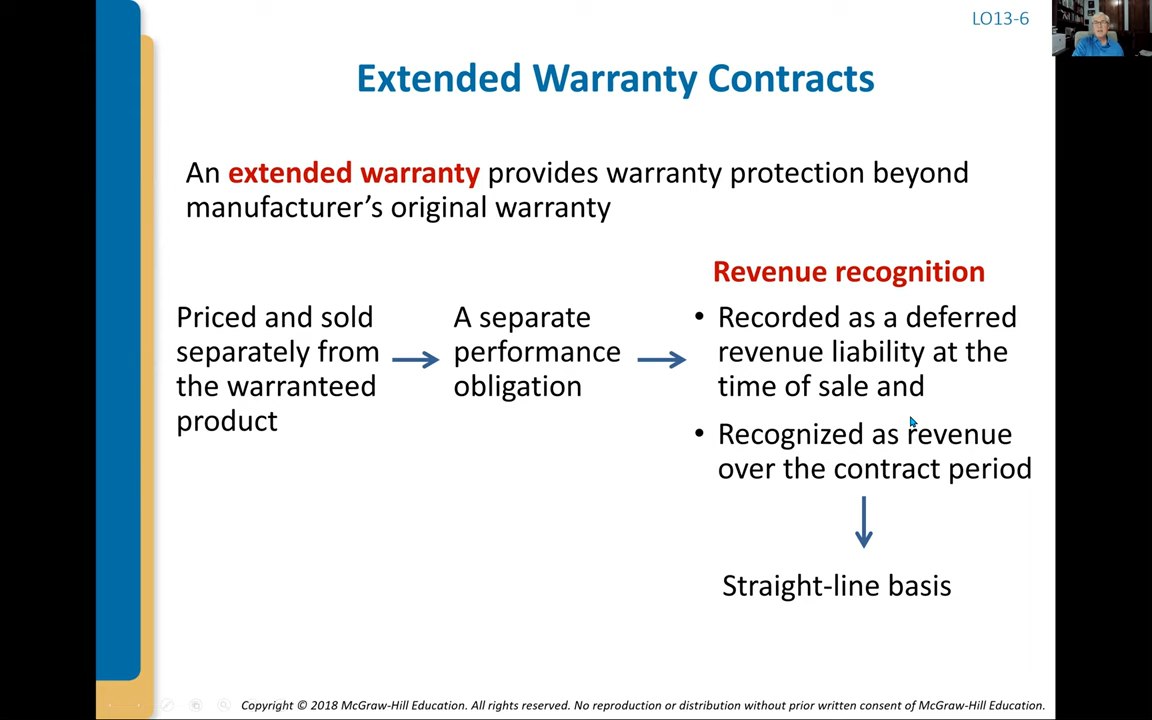 LO13-6
Extended Warranty Contracts
An extended warranty provides warranty protection beyond
manufacturer’s original warranty
Priced and sold
separately from
the warranteed
product
A separate
performance
obligation
Revenue recognition
• Recorded as a deferred
revenue liability at the
time of sale and
• Recognized as revenue
over the contract period
Straight-line basis
Copyright © 2018 McGraw-Hill Education. All rights reserved. No reproduction or distribution without prior written consent of McGraw-Hill Education.